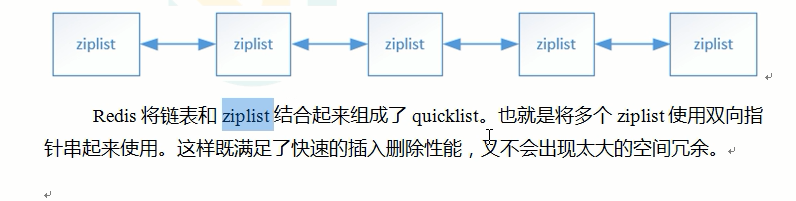 ziplist ziplist ziplist ziplist ziplist
Redis 将链表和 ziplist 结合起来组成了 quicklist。也就是将多个 ziplist 使用双向指
针串起来使用。这样既满足了快速的插入删除性能，又不会出现太大的空间冗余。